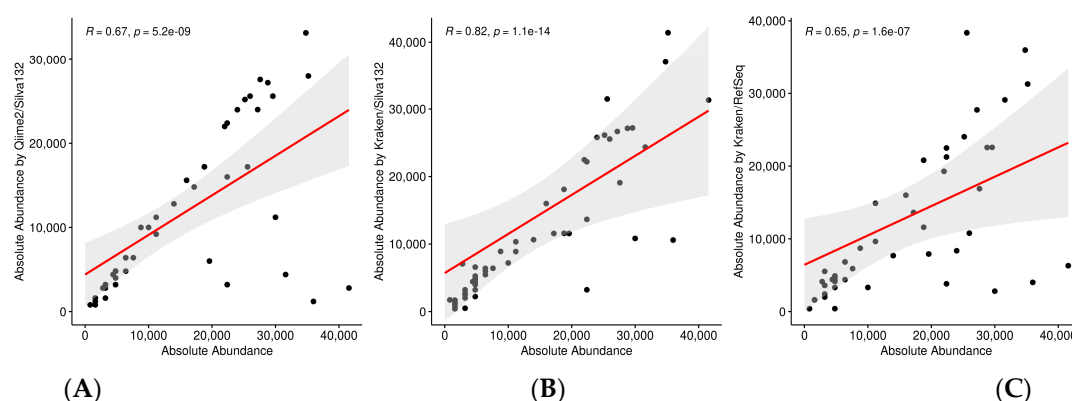 R = 0.67, p = 5.2e-09
Absolute Abundance by Qiime2/Silva132
30,000
20,000
10,000
0
0 10,000 20,000 30,000 40,000
Absolute Abundance
(A)
R = 0.82, p = 1.1e-14
Absolute Abundance by Kraken/Silva132
40,000
30,000
20,000
10,000
0
0 10,000 20,000 30,000 40,000
Absolute Abundance
(B)
R = 0.65, p = 1.6e-07
Absolute Abundance by Kraken/RefSeq
40,000
30,000
20,000
10,000
0
0 10,000 20,000 30,000 40,000
Absolute Abundance
(C)